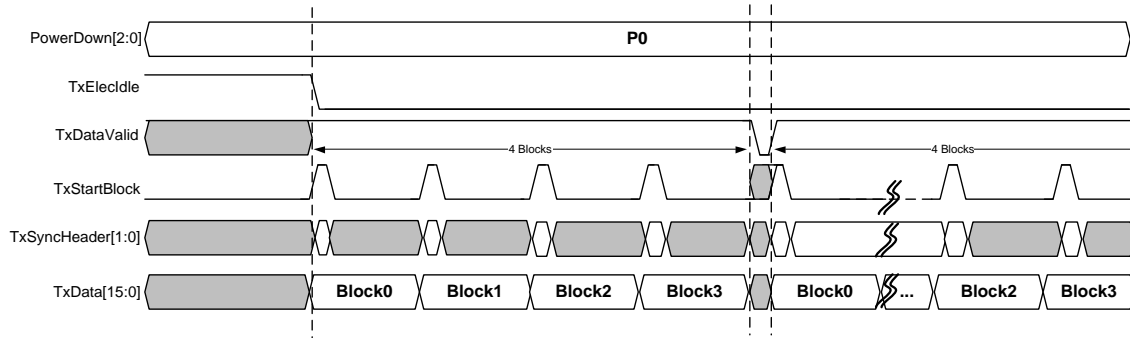 PowerDown[2:0] P0
TxElecIdle
TxDataValid 4 Blocks 4 Blocks
TxStartBlock
TxSyncHeader[1:0]
TxData[15:0] Block0 Block1 Block2 Block3 Block0 ... Block2 Block3